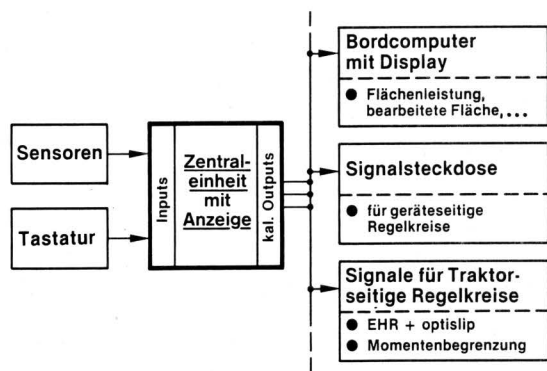 Sensoren
Tastatur
Inputs
Zentral-
einheit
mit
Anzeige
kal. Outputs
Bordcomputer
mit Display
● Flächenleistung,
bearbeitete Fläche,...
Signalsteckdose
● für geräteseitige
Regelkreise
Signale für Traktor-
seitige Regelkreise
● EHR + optislip
● Momentenbegrenzung